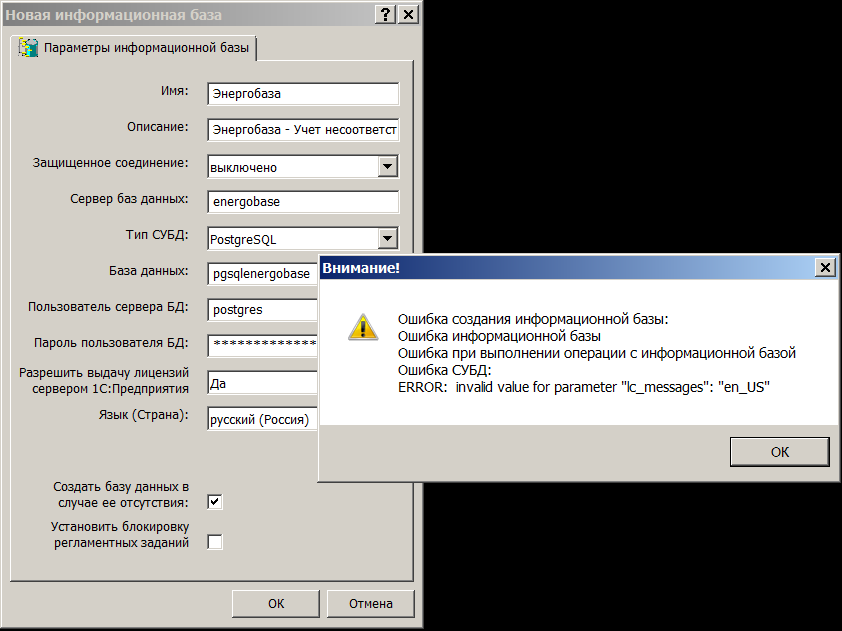 Новая информационная база
Параметры информационной базы
Имя:
Энергобаза
Описание:
Энергобаза - Учет несоответст
Защищенное соединение:
выключено
Сервер баз данных:
energobase
Тип СУБД:
PostgreSQL
База данных:
pgsqlenergobase
Пользователь сервера БД:
postgres
Пароль пользователя БД:
*************
Разрешить выдачу лицензий
сервером 1С:Предприятия
Да
Язык (Страна):
русский (Россия)
Создать базу данных в
случае ее отсутствия:
Установить блокировку
регламентных заданий
OK
Отмена
Внимание!
Ошибка создания информационной базы:
Ошибка информационной базы
Ошибка при выполнении операции с информационной базой
Ошибка СУБД:
ERROR: invalid value for parameter "lc_messages": "en_US"
OK